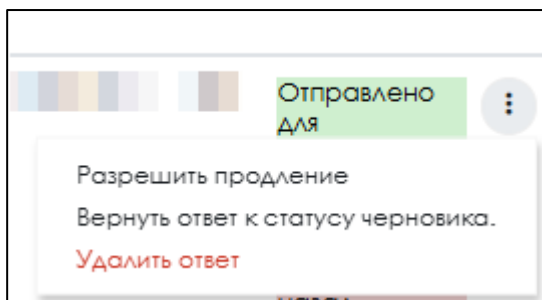 Отправлено
для
Разрешить продление
Вернуть ответ к статусу черновика.
Удалить ответ